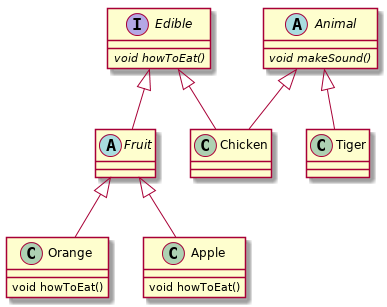 I Edible
void howToEat()
A Animal
void makeSound()
A Fruit
C Chicken
C Tiger
C Orange
void howToEat()
C Apple
void howToEat()